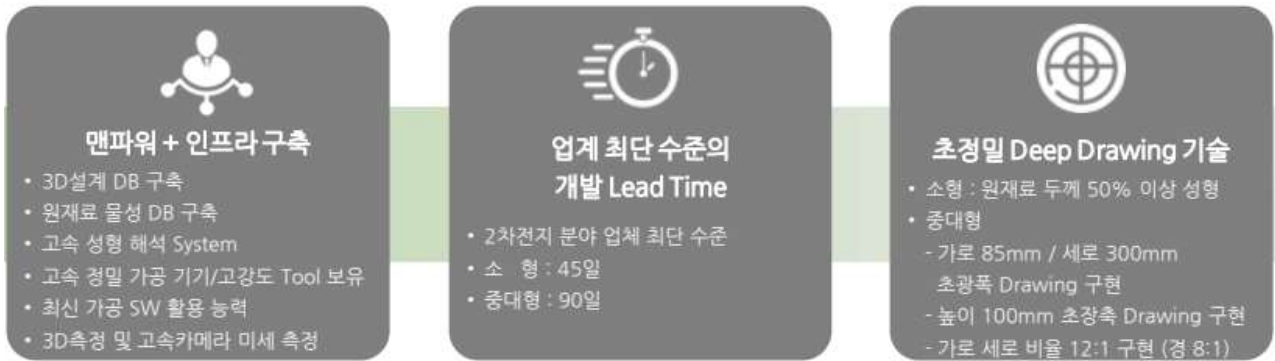 맨파워 + 인프라 구축
• 3D설계 DB 구축
• 원재료 물성 DB 구축
• 고속 성형 해석 System
• 고속 정밀 가공 기기/고강도 Tool 보유
• 최신 가공 SW 활용 능력
• 3D측정 및 고속카메라 미세 측정
업계 최단 수준의
개발 Lead Time
• 2차전지 분야 업체 최단 수준
• 소 형 : 45일
• 중대형 : 90일
초정밀 Deep Drawing 기술
• 소형 : 원재료 두께 50% 이상 성형
• 중대형
- 가로 85mm / 세로 300mm
초광폭 Drawing 구현
- 높이 100mm 초장축 Drawing 구현
- 가로 세로 비율 12:1 구현 (경 8:1)